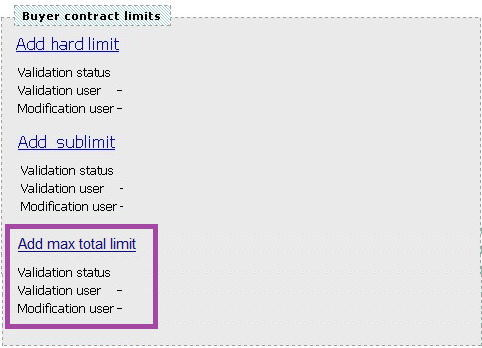 Buyer contract limits
Add hard limit
Validation status
Validation user –
Modification user –
Add sublimit
Validation status
Validation user -
Modification user -
Add max total limit
Validation status
Validation user –
Modification user –